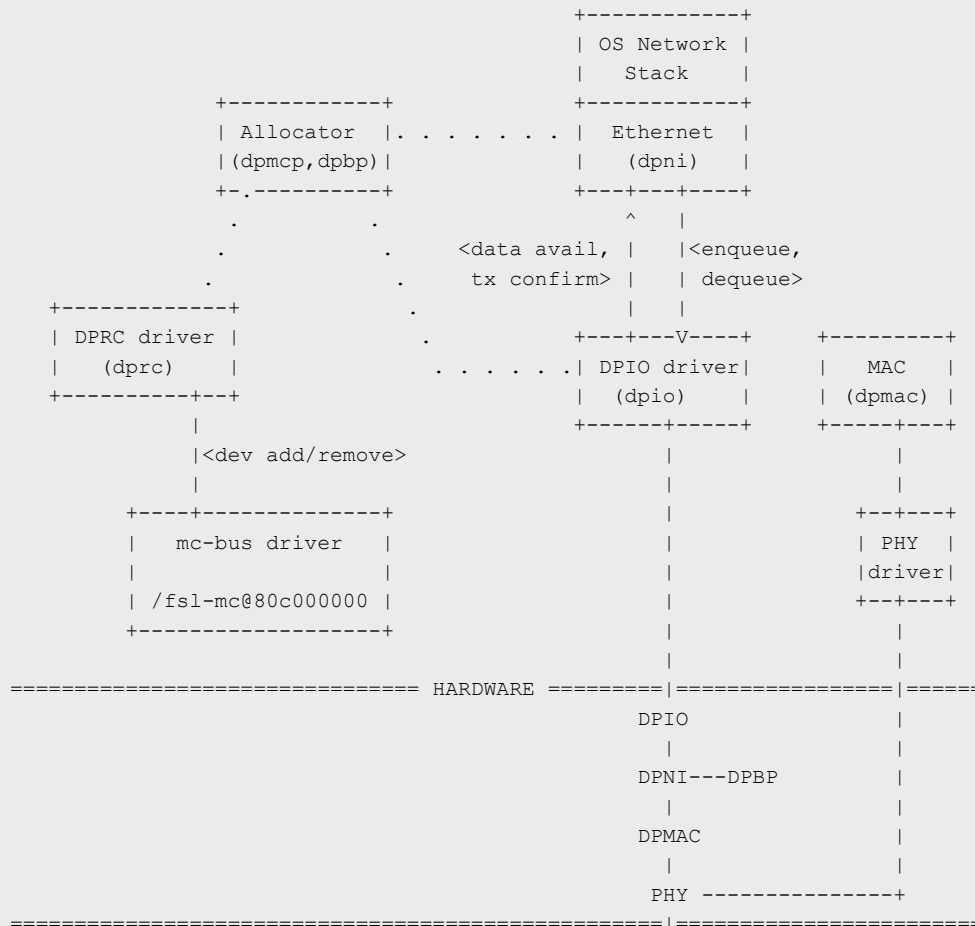 +------------+
| OS Network |
| Stack |
+------------+ +------------+
| Allocator |. . . . . . . | Ethernet |
|(dpmcp,dpbp)| | (dpni) |
+-.----------+ +---+---+----+
. . ^ |
. . <data avail, | |<enqueue,
. . tx confirm> | | dequeue>
+-------------+ . | |
| DPRC driver | . +---+---V----+ +---------+
| (dprc) | . . . . . .| DPIO driver| | MAC |
+----------+--+ | (dpio) | | (dpmac) |
| +------+-----+ +-----+---+
|<dev add/remove> | |
| | |
+----+--------------+ | +--+---+
| mc-bus driver | | | PHY |
| | | |driver|
| /fsl-mc@80c000000 | | +--+---+
+-------------------+ | |
| |
================================ HARDWARE =========|=================|======
DPIO |
| |
DPNI---DPBP |
| |
DPMAC |
| |
PHY ---------------+
===================================================|========================